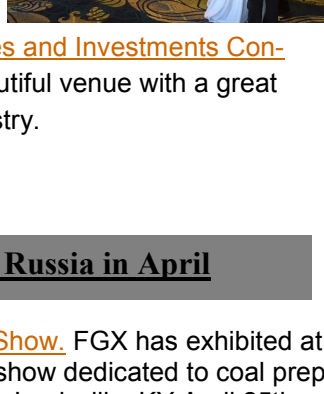 es and Investments Con-
utiful venue with a great
stry.
Russia in April
Show. FGX has exhibited at
show dedicated to coal prep